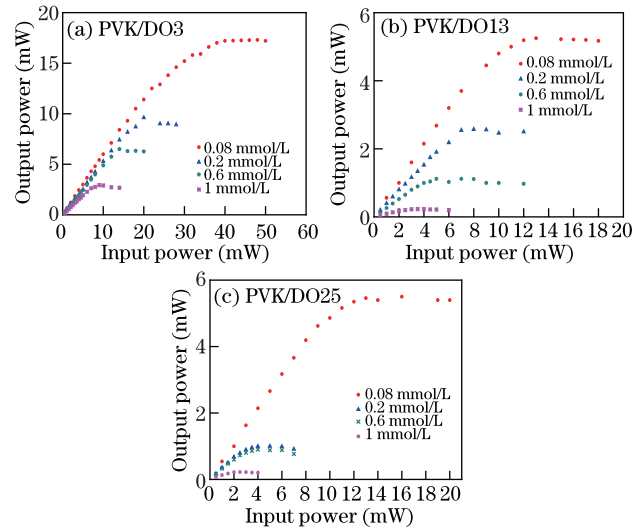 (a) PVK/DO3
Output power (mW)
20
15
10
5
0
0.08 mmol/L
0.2 mmol/L
0.6 mmol/L
1 mmol/L
0 10 20 30 40 50 60
Input power (mW)
(b) PVK/DO13
Output power (mW)
6
4
2
0
0.08 mmol/L
0.2 mmol/L
0.6 mmol/L
1 mmol/L
0 2 4 6 8 10 12 14 16 18 20
Input power (mW)
(c) PVK/DO25
Output power (mW)
6
4
2
0
0.08 mmol/L
0.2 mmol/L
0.6 mmol/L
1 mmol/L
0 2 4 6 8 10 12 14 16 18 20
Input power (mW)